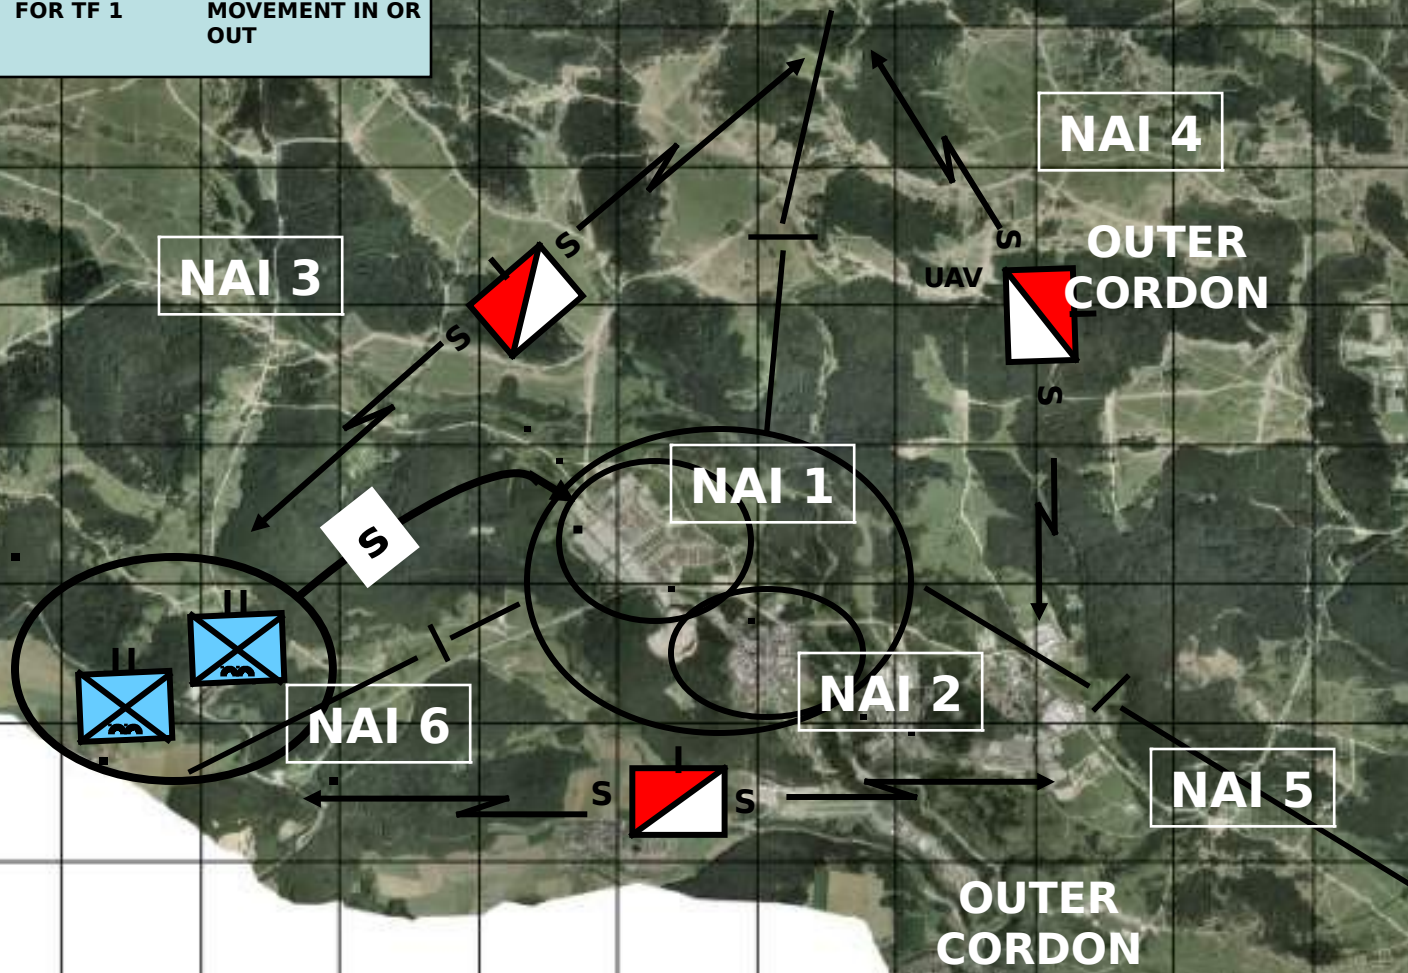 FOR TF 1
MOVEMENT IN OR
OUT
NAI 4
S
S
OUTER
CORDON
NAI 3
UAV
S
S
NAI 1
S
NAI 2
NAI 6
NAI 5
S
S
OUTER
CORDON